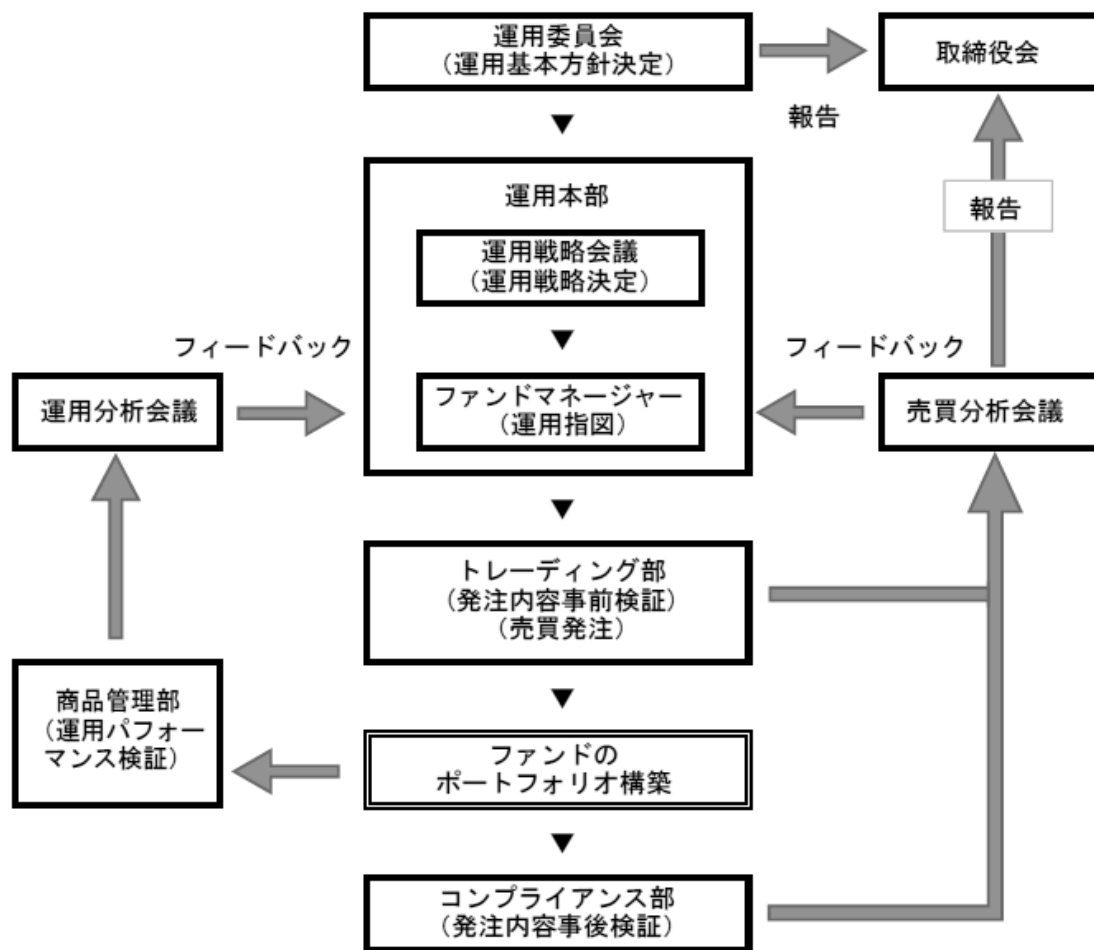 運用委員会
(運用基本方針決定)
取締役会
報告
運用本部
報告
運用戦略会議
(運用戦略決定)
フィードバック
フィードバック
運用分析会議
ファンドマネージャー
(運用指図)
売買分析会議
トレーディング部
(発注内容事前検証)
(売買発注)
商品管理部
(運用パフォー
マンス検証)
ファンドの
ポートフォリオ構築
コンプライアンス部
(発注内容事後検証)